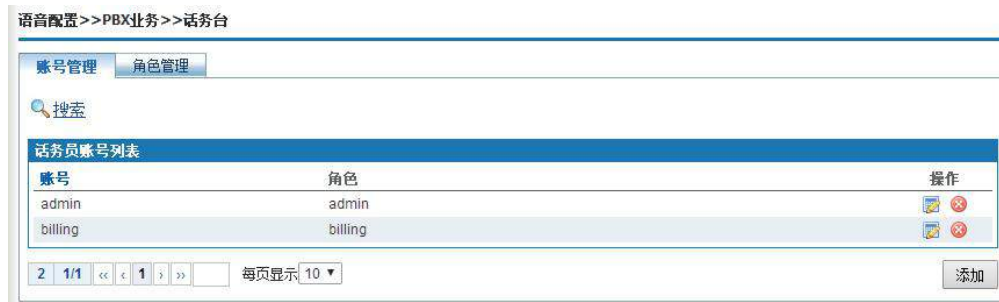 语音配置>>PBX业务>>话务台
账号管理 角色管理
搜索
话务员账号列表
账号 角色 操作
admin admin
billing billing
2 1/1 « ‹ 1 › » 每页显示 10 ▼ 添加